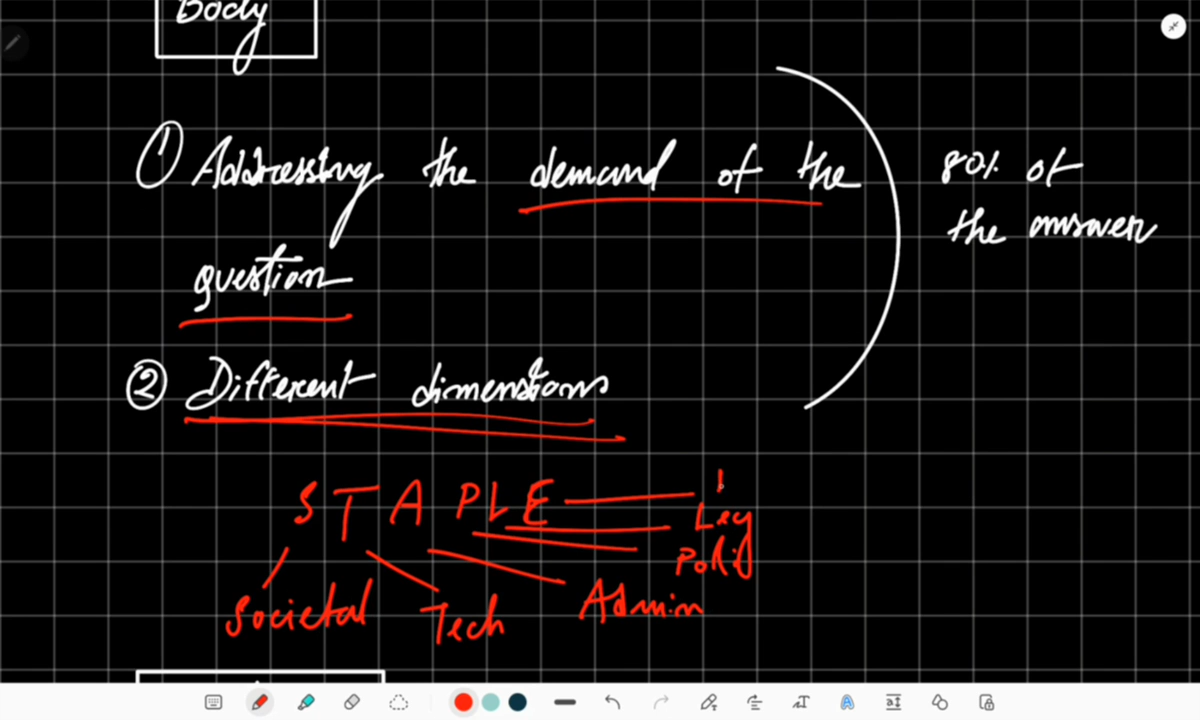 Body
① Addressing the demand of the
question
80% of
the answer
② Different dimensions
S T A P L E
Leg
Poli
Societal Tech Admin